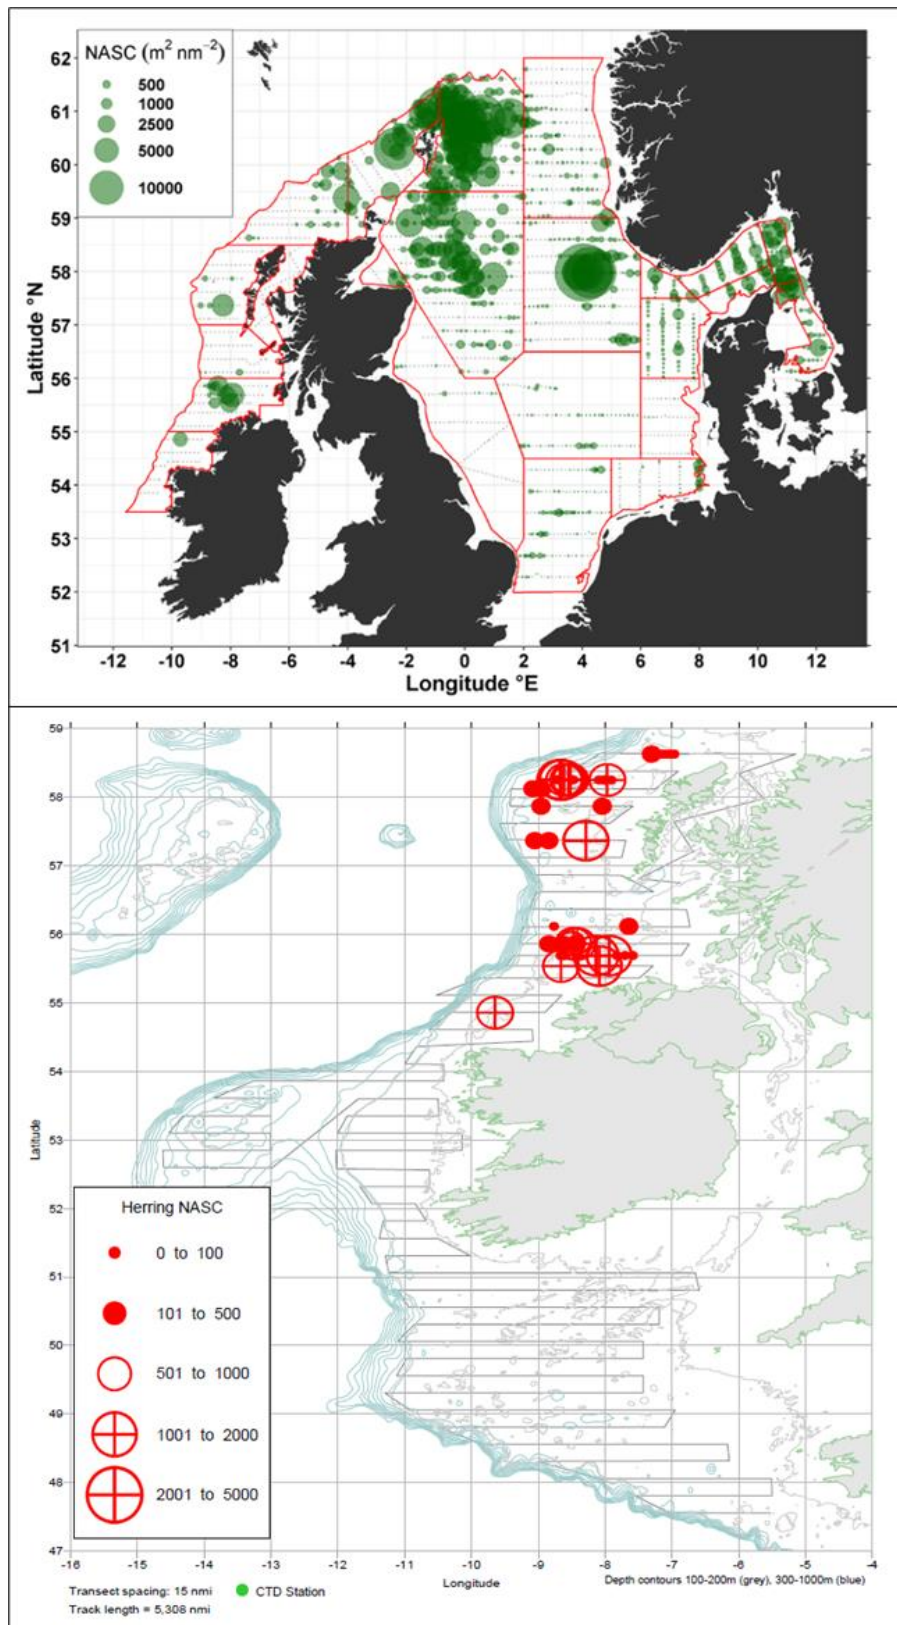 NASC (m² nm⁻²)
500
1000
2500
5000
10000
62
61
60
59
58
57
56
55
54
53
52
51
Latitude °N
-12 -10 -8 -6 -4 -2 0 2 4 6 8 10 12
Longitude °E
59
58
57
56
55
54
53
52
51
50
49
48
47
Latitude
Herring NASC
0 to 100
101 to 500
501 to 1000
1001 to 2000
2001 to 5000
-16 -15 -14 -13 -12 -11 -10 -9 -8 -7 -6 -5 -4
Longitude
Transect spacing: 15 nmi CTD Station Depth contours 100-200m (grey), 300-1000m (blue)
Track length = 5,308 nmi